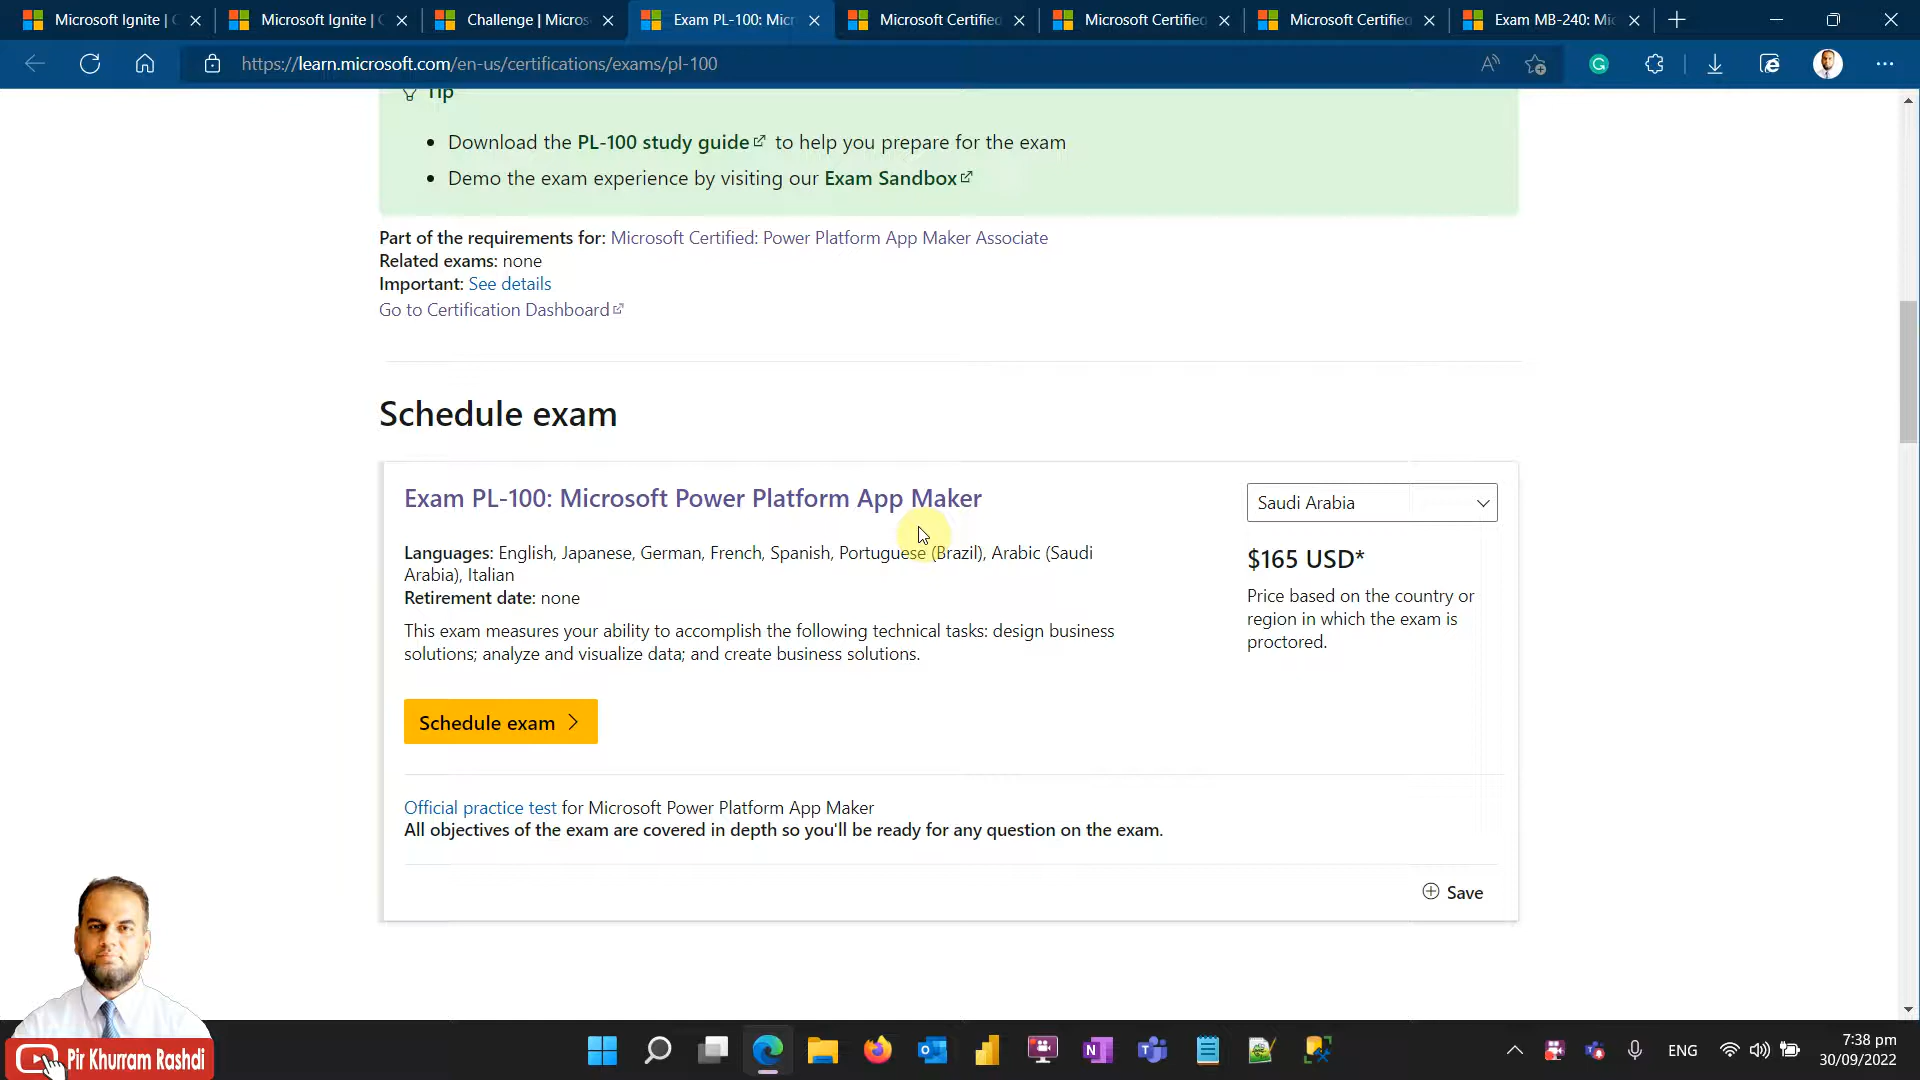 Microsoft Ignite | C
Microsoft Ignite | C
Challenge | Micros
Exam PL-100: Micr
Microsoft Certified
Microsoft Certified
Microsoft Certified
Exam MB-240: Mi
https://learn.microsoft.com/en-us/certifications/exams/pl-100
Tip
Download the PL-100 study guide to help you prepare for the exam
Demo the exam experience by visiting our Exam Sandbox
Part of the requirements for: Microsoft Certified: Power Platform App Maker Associate
Related exams: none
Important: See details
Go to Certification Dashboard
Schedule exam
Exam PL-100: Microsoft Power Platform App Maker
Saudi Arabia
Languages: English, Japanese, German, French, Spanish, Portuguese (Brazil), Arabic (Saudi
Arabia), Italian
Retirement date: none
$165 USD*
Price based on the country or
region in which the exam is
proctored.
This exam measures your ability to accomplish the following technical tasks: design business
solutions; analyze and visualize data; and create business solutions.
Schedule exam
Official practice test for Microsoft Power Platform App Maker
All objectives of the exam are covered in depth so you'll be ready for any question on the exam.
Save
Pir Khurram Rashdi
ENG
7:38 pm
30/09/2022